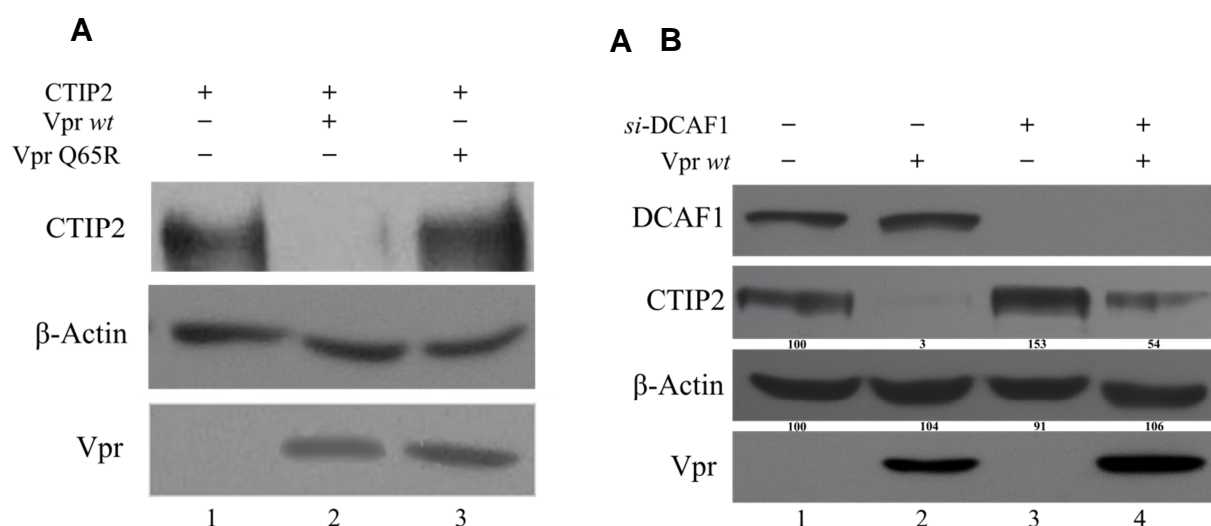 A
CTIP2 + + +
Vpr wt − + −
Vpr Q65R − − +
CTIP2
β-Actin
Vpr
1 2 3
A B
si-DCAF1 − − + +
Vpr wt − + − +
DCAF1
CTIP2
100 3 153 54
β-Actin
100 104 91 106
Vpr
1 2 3 4